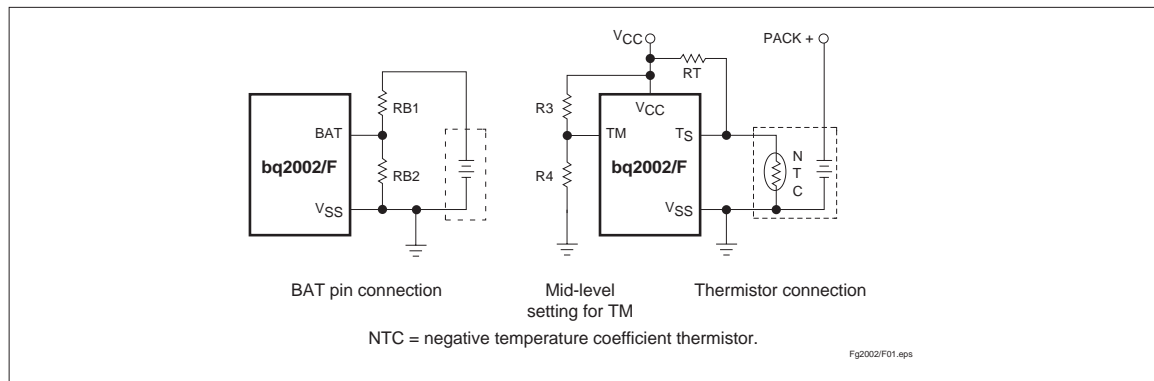 VCC
PACK +
RT
RB1
R3
VCC
BAT
TM
TS
bq2002/F
bq2002/F
N
T
C
RB2
R4
VSS
VSS
BAT pin connection
Mid-level
setting for TM
Thermistor connection
NTC = negative temperature coefficient thermistor.
Fg2002/F01.eps